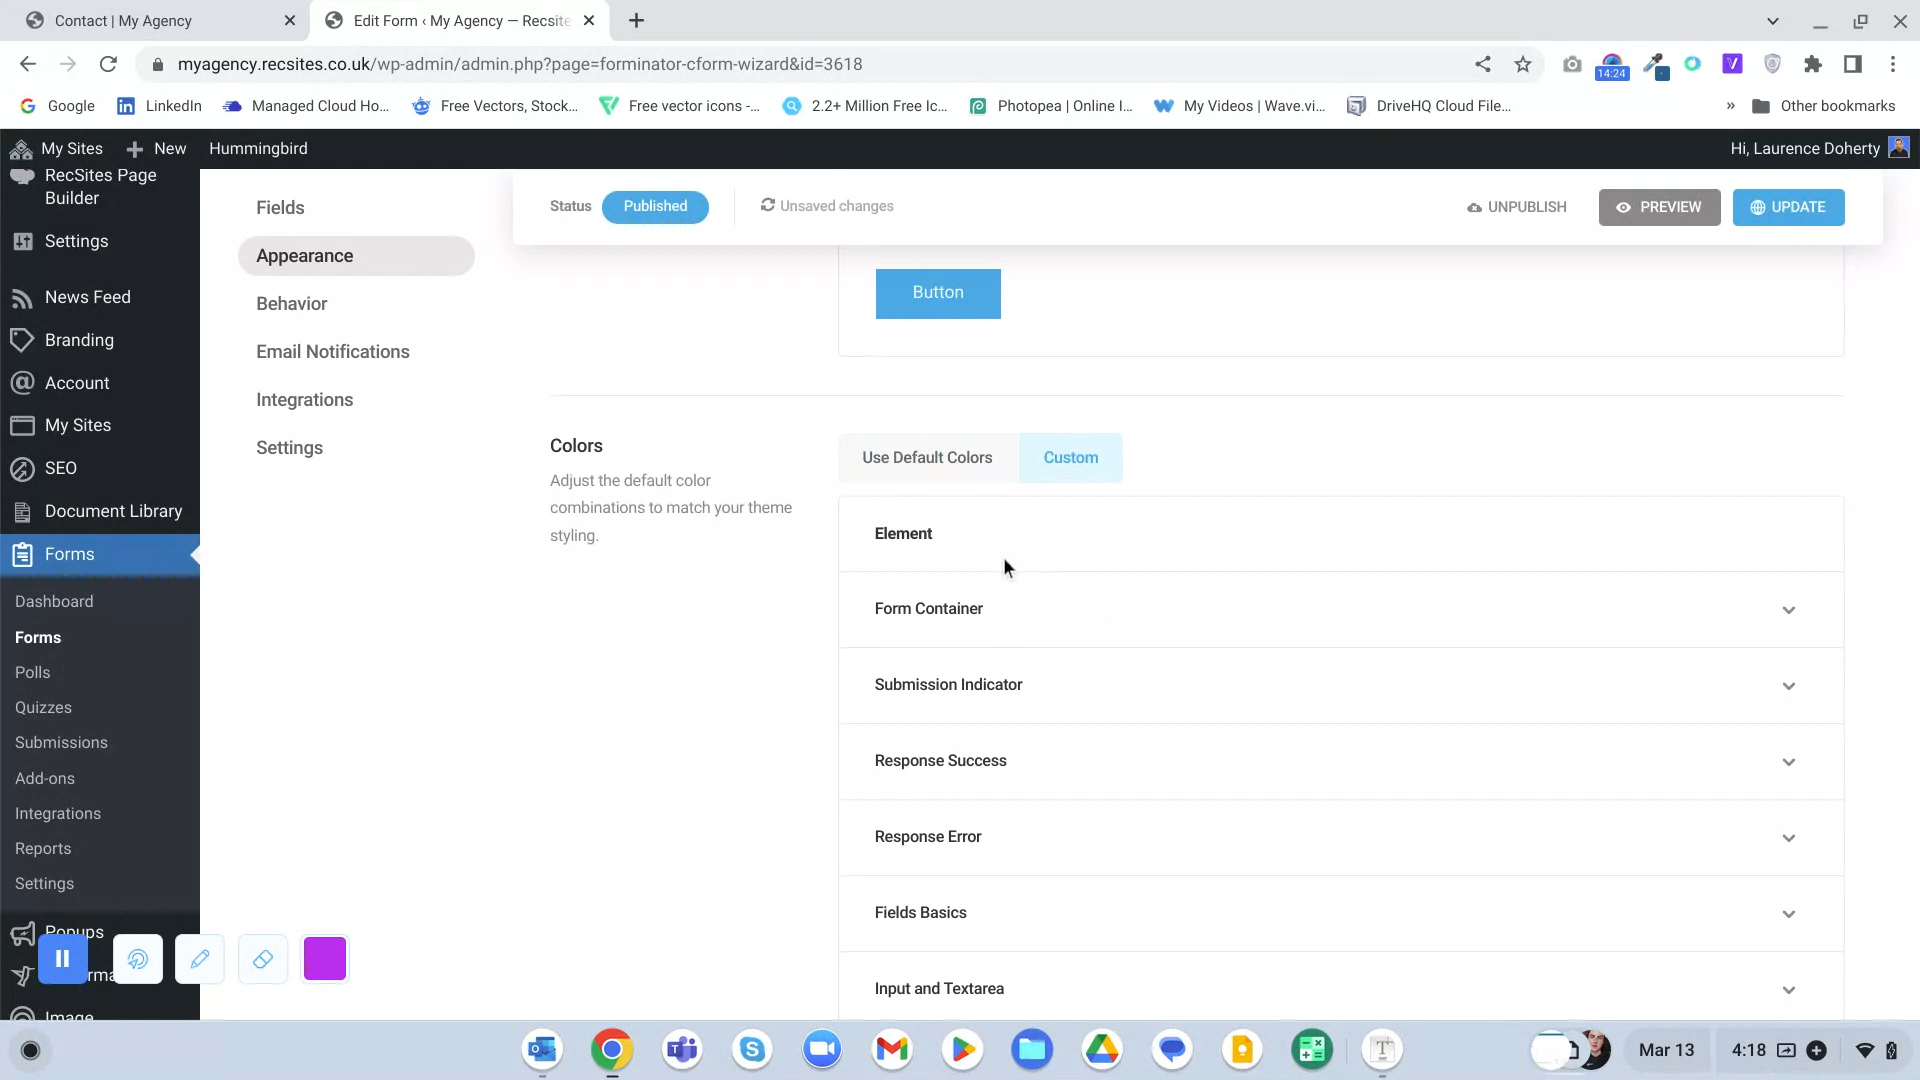 Contact | My Agency
Edit Form ‹ My Agency — Recsite
myagency.recsites.co.uk/wp-admin/admin.php?page=forminator-cform-wizard&id=3618
14:24
Google
LinkedIn
Managed Cloud Ho...
Free Vectors, Stock...
Free vector icons -...
2.2+ Million Free Ic...
Photopea | Online I...
My Videos | Wave.vi...
DriveHQ Cloud File...
»
Other bookmarks
My Sites
New
Hummingbird
Hi, Laurence Doherty
RecSites Page
Builder
Settings
News Feed
Branding
Account
My Sites
SEO
Document Library
Forms
Dashboard
Forms
Polls
Quizzes
Submissions
Add-ons
Integrations
Reports
Settings
Popups
Image
Fields
Appearance
Behavior
Email Notifications
Integrations
Settings
Status
Published
Unsaved changes
UNPUBLISH
PREVIEW
UPDATE
Button
Colors
Adjust the default color
combinations to match your theme
styling.
Use Default Colors
Custom
Element
Form Container
Submission Indicator
Response Success
Response Error
Fields Basics
Input and Textarea
Mar 13
4:18